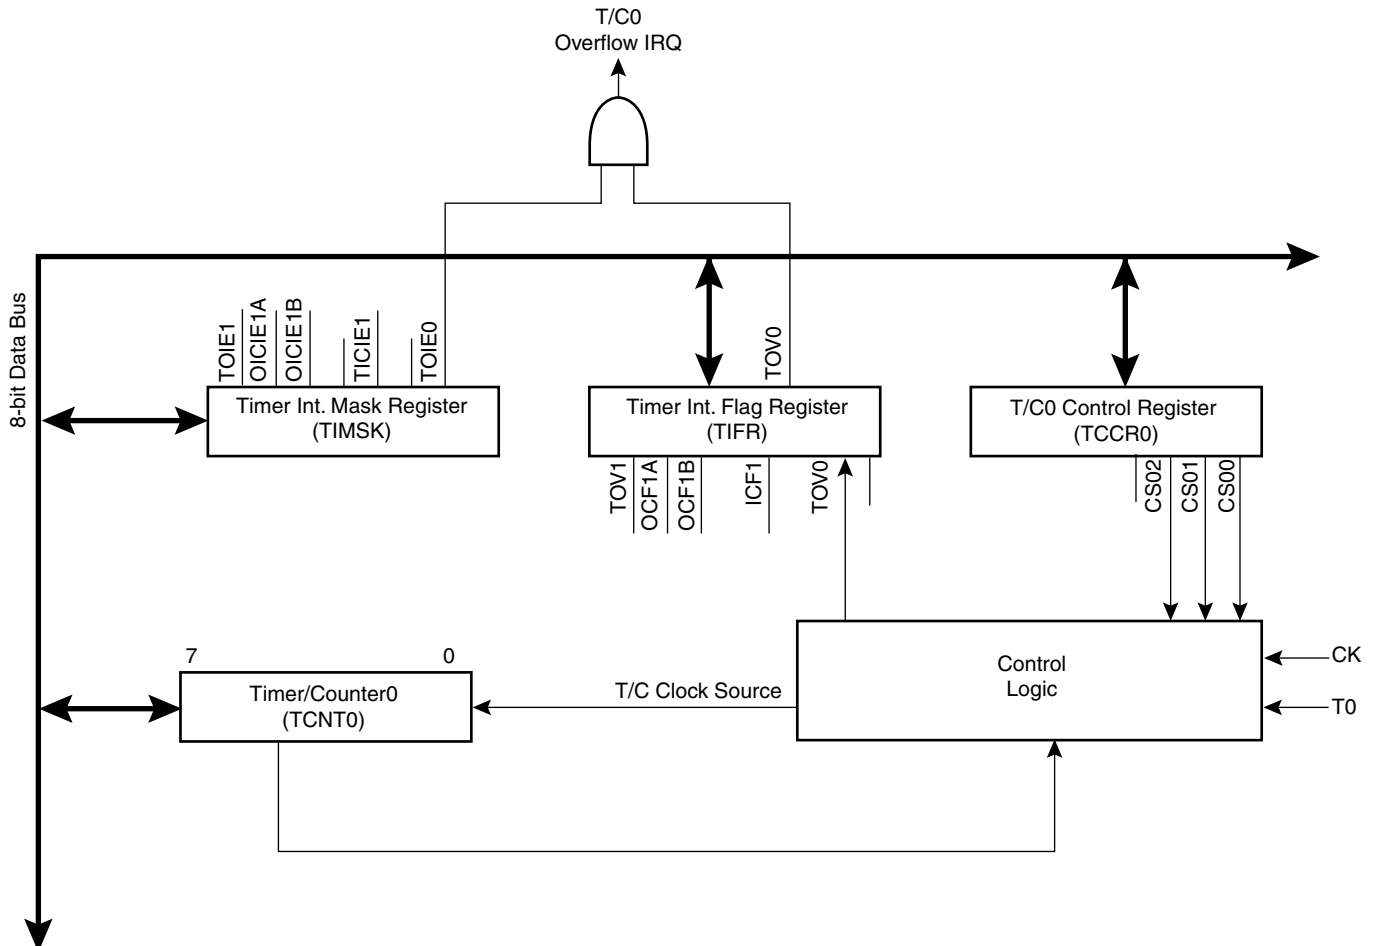 T/C0
Overflow IRQ
8-bit Data Bus
TOIE1
OICIE1A
OICIE1B
TICIE1
TOIE0
TOV0
Timer Int. Mask Register
(TIMSK)
Timer Int. Flag Register
(TIFR)
T/C0 Control Register
(TCCR0)
TOV1
OCF1A
OCF1B
ICF1
TOV0
CS02
CS01
CS00
7
0
Timer/Counter0
(TCNT0)
T/C Clock Source
Control
Logic
CK
T0